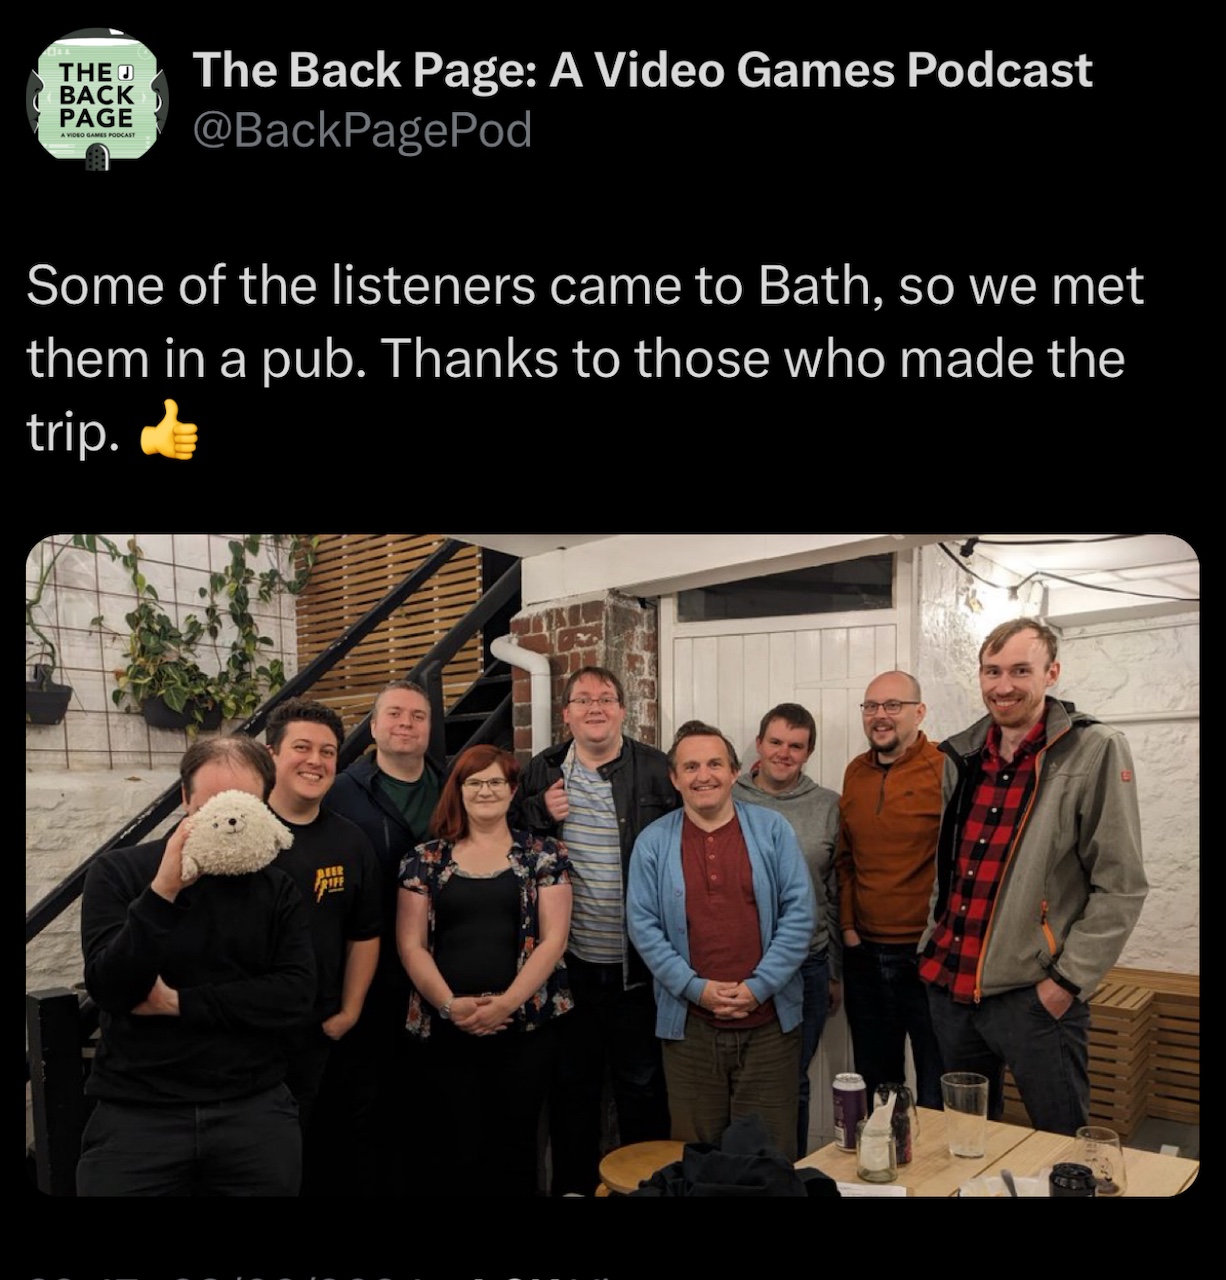 THE
BACK
PAGE
A VIDEO GAMES PODCAST
The Back Page: A Video Games Podcast
@BackPagePod
Some of the listeners came to Bath, so we met
them in a pub. Thanks to those who made the
trip. 👍
BEER
RIFF